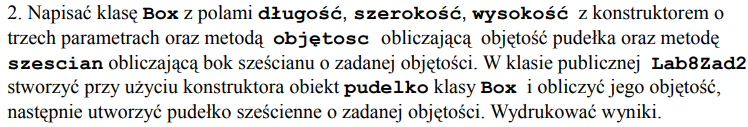 2. Napisać klasę Box z polami długość, szerokość, wysokość z konstruktorem o
trzech parametrach oraz metodą objętosc obliczającą objętość pudełka oraz metodę
szescian obliczającą bok sześcianu o zadanej objętości. W klasie publicznej Lab8Zad2
stworzyć przy użyciu konstruktora obiekt pudelko klasy Box i obliczyć jego objętość,
następnie utworzyć pudełko sześcienne o zadanej objętości. Wydrukować wyniki.